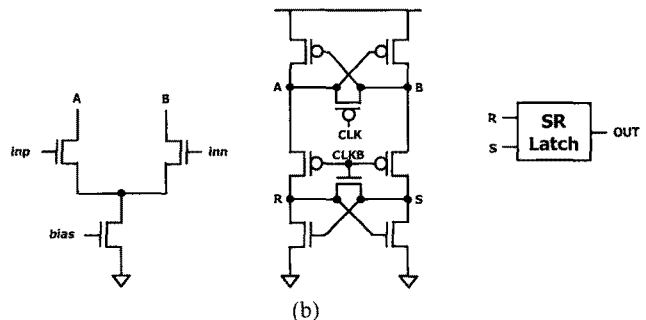 A B
inp inn
bias
A B
CLK
CLKB
R S
R
S
SR
Latch
OUT
(b)